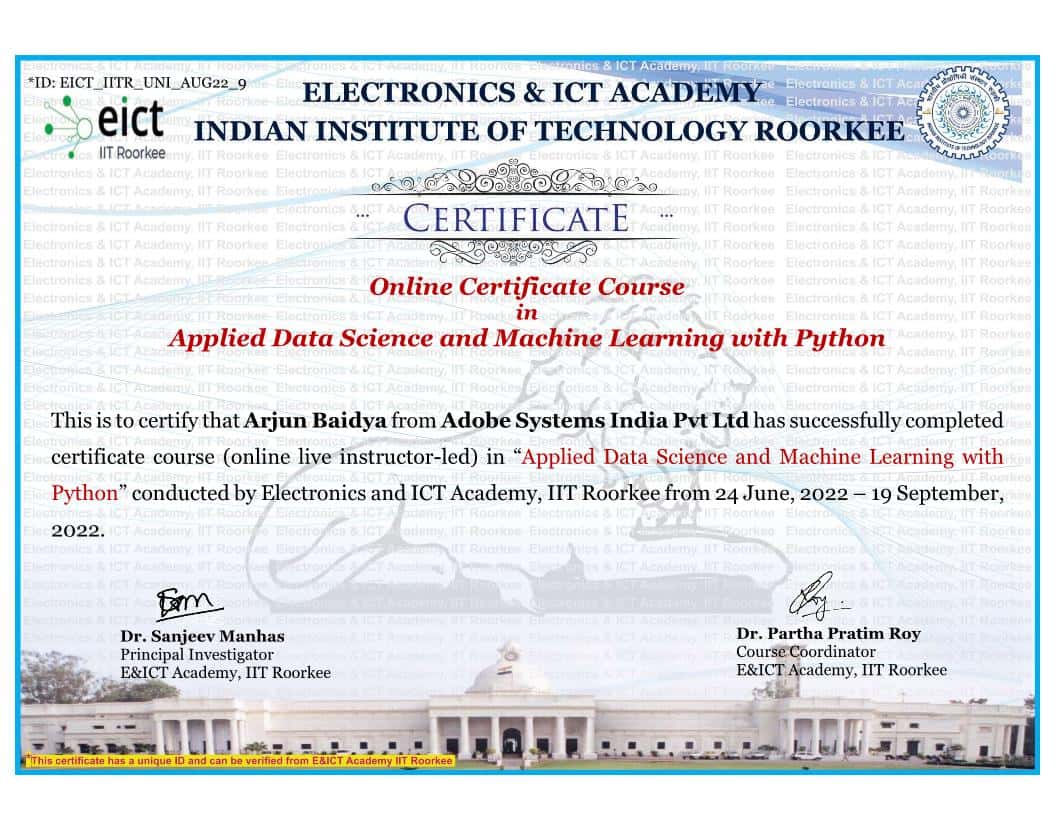 *ID: EICT_IITR_UNI_AUG22_9
eict
IIT Roorkee
ELECTRONICS & ICT ACADEMY
INDIAN INSTITUTE OF TECHNOLOGY ROORKEE
... CERTIFICATE ...
Online Certificate Course
in
Applied Data Science and Machine Learning with Python
This is to certify that Arjun Baidya from Adobe Systems India Pvt Ltd has successfully completed
certificate course (online live instructor-led) in “Applied Data Science and Machine Learning with
Python” conducted by Electronics and ICT Academy, IIT Roorkee from 24 June, 2022 – 19 September,
2022.
Dr. Sanjeev Manhas
Principal Investigator
E&ICT Academy, IIT Roorkee
Dr. Partha Pratim Roy
Course Coordinator
E&ICT Academy, IIT Roorkee
*This certificate has a unique ID and can be verified from E&ICT Academy IIT Roorkee